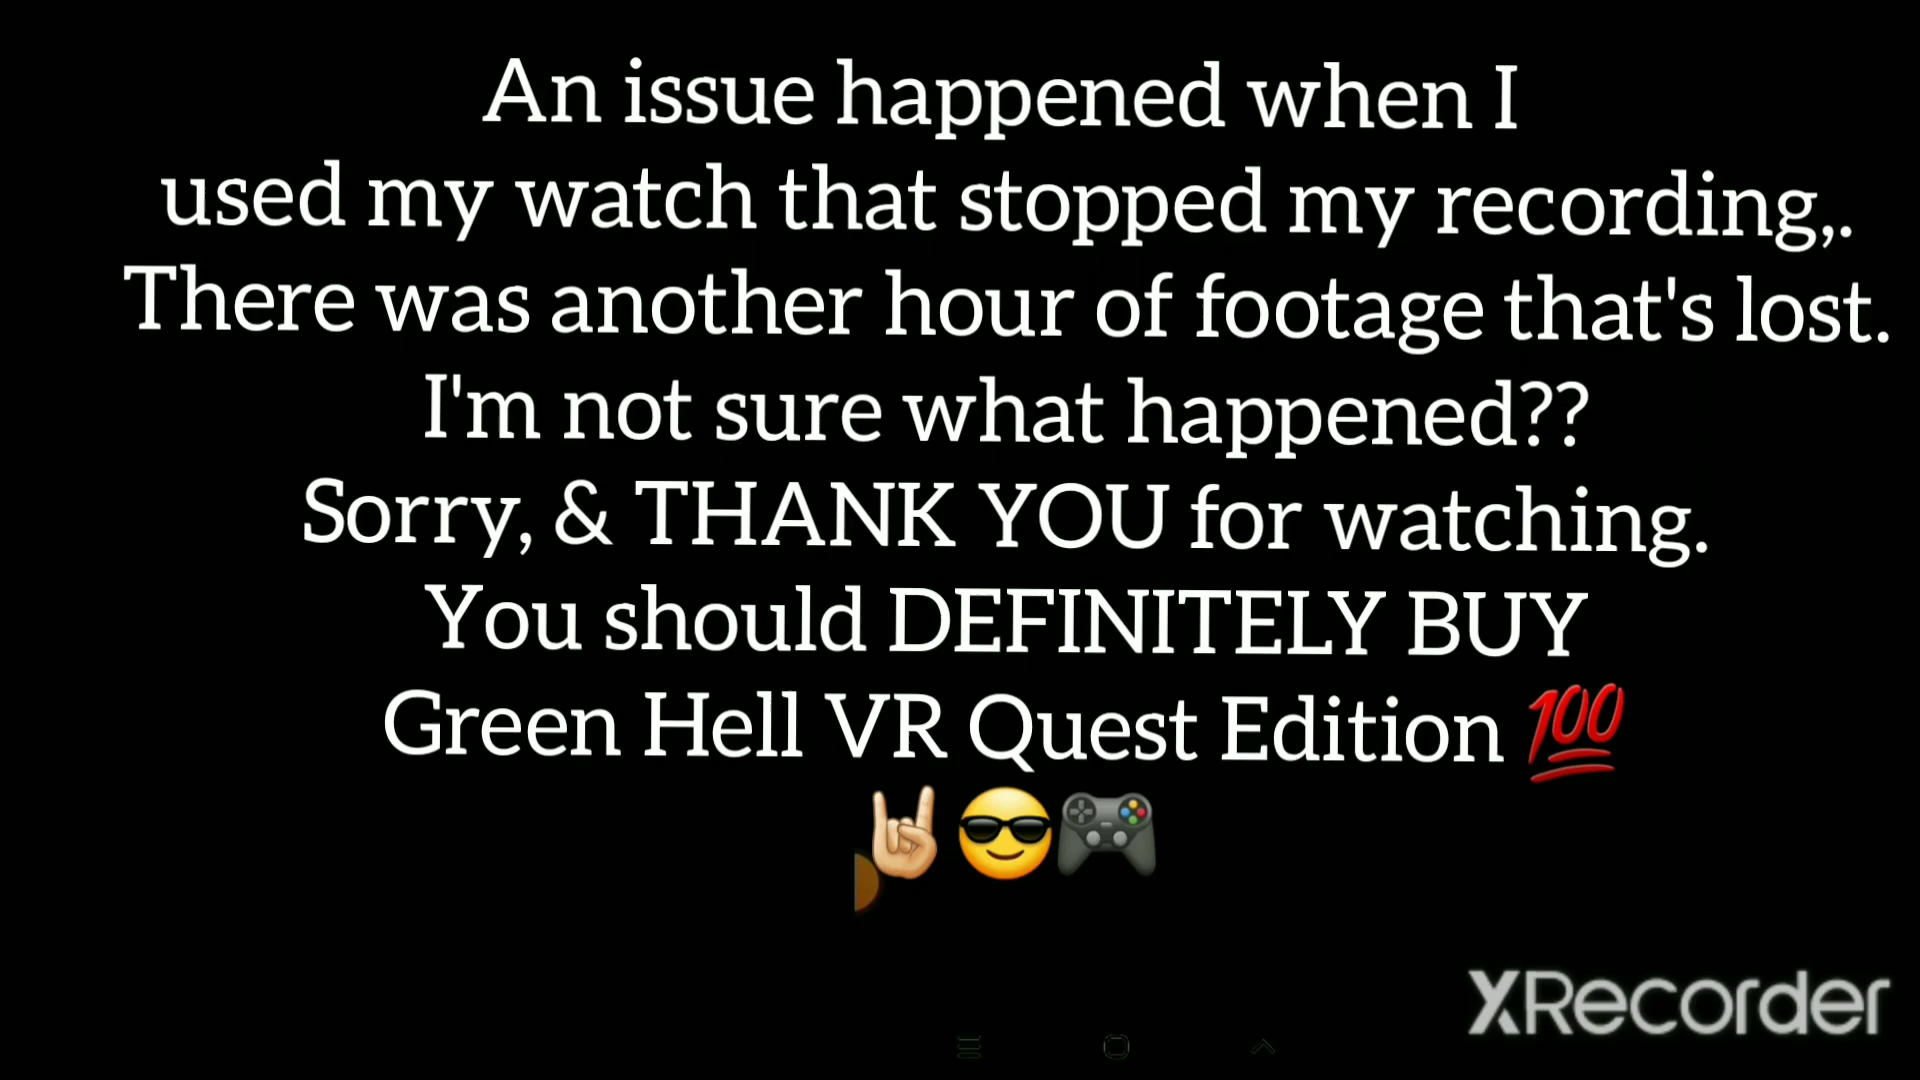 An issue happened when I
used my watch that stopped my recording,.
There was another hour of footage that's lost.
I'm not sure what happened??
Sorry, & THANK YOU for watching.
You should DEFINITELY BUY
Green Hell VR Quest Edition 💯
🤘🏼😎🎮
XRecorder